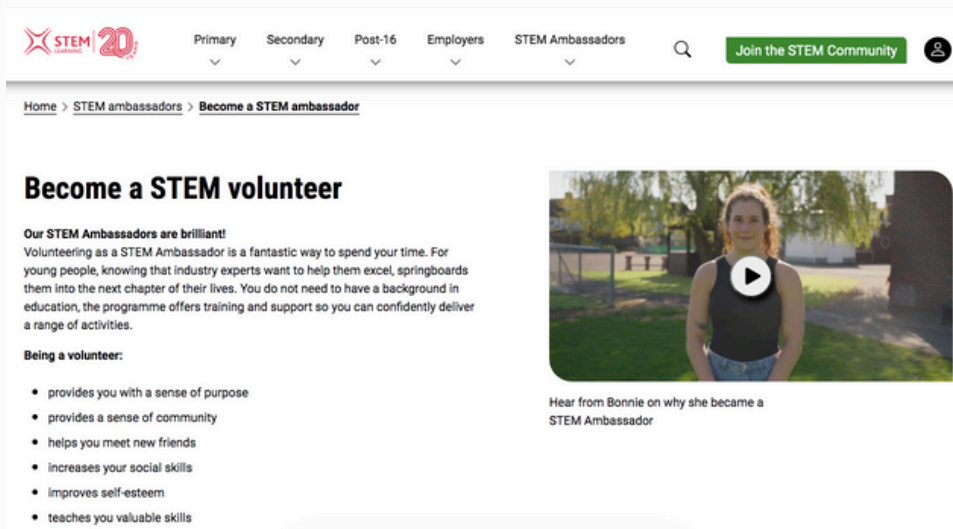 STEM LEARNING 20 YEARS
Primary
Secondary
Post-16
Employers
STEM Ambassadors
Join the STEM Community
Home > STEM ambassadors > Become a STEM ambassador
Become a STEM volunteer
Our STEM Ambassadors are brilliant!
Volunteering as a STEM Ambassador is a fantastic way to spend your time. For
young people, knowing that industry experts want to help them excel, springboards
them into the next chapter of their lives. You do not need to have a background in
education, the programme offers training and support so you can confidently deliver
a range of activities.
Being a volunteer:
• provides you with a sense of purpose
• provides a sense of community
• helps you meet new friends
• increases your social skills
• improves self-esteem
• teaches you valuable skills
Hear from Bonnie on why she became a
STEM Ambassador